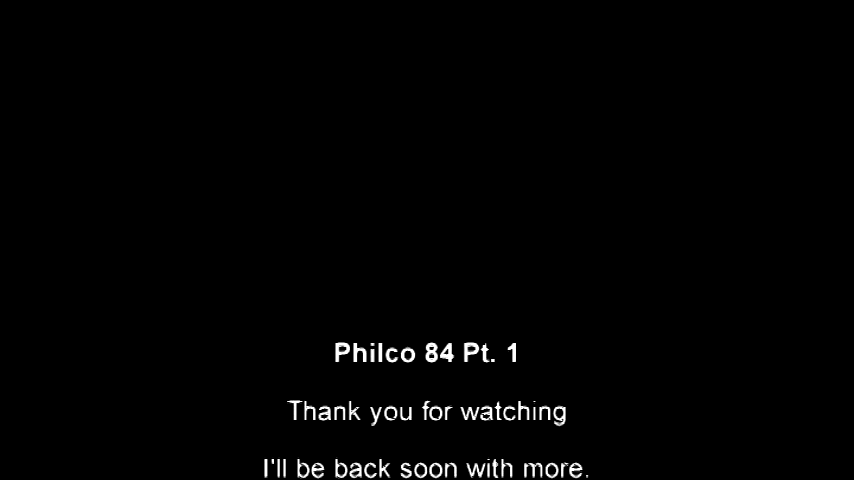 Philco 84 Pt. 1
Thank you for watching
I'll be back soon with more.